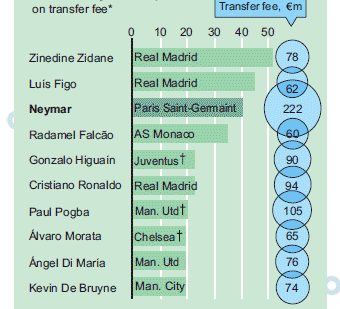 on transfer fee*
Transfer fee, €m
0 10 20 30 40 50
Zinedine Zidane Real Madrid 78
Luís Figo Real Madrid 62
Neymar Paris Saint-Germain† 222
Radamel Falcão AS Monaco 60
Gonzalo Higuaín Juventus† 90
Cristiano Ronaldo Real Madrid 94
Paul Pogba Man. Utd† 105
Álvaro Morata Chelsea† 65
Ángel Di María Man. Utd 76
Kevin De Bruyne Man. City 74